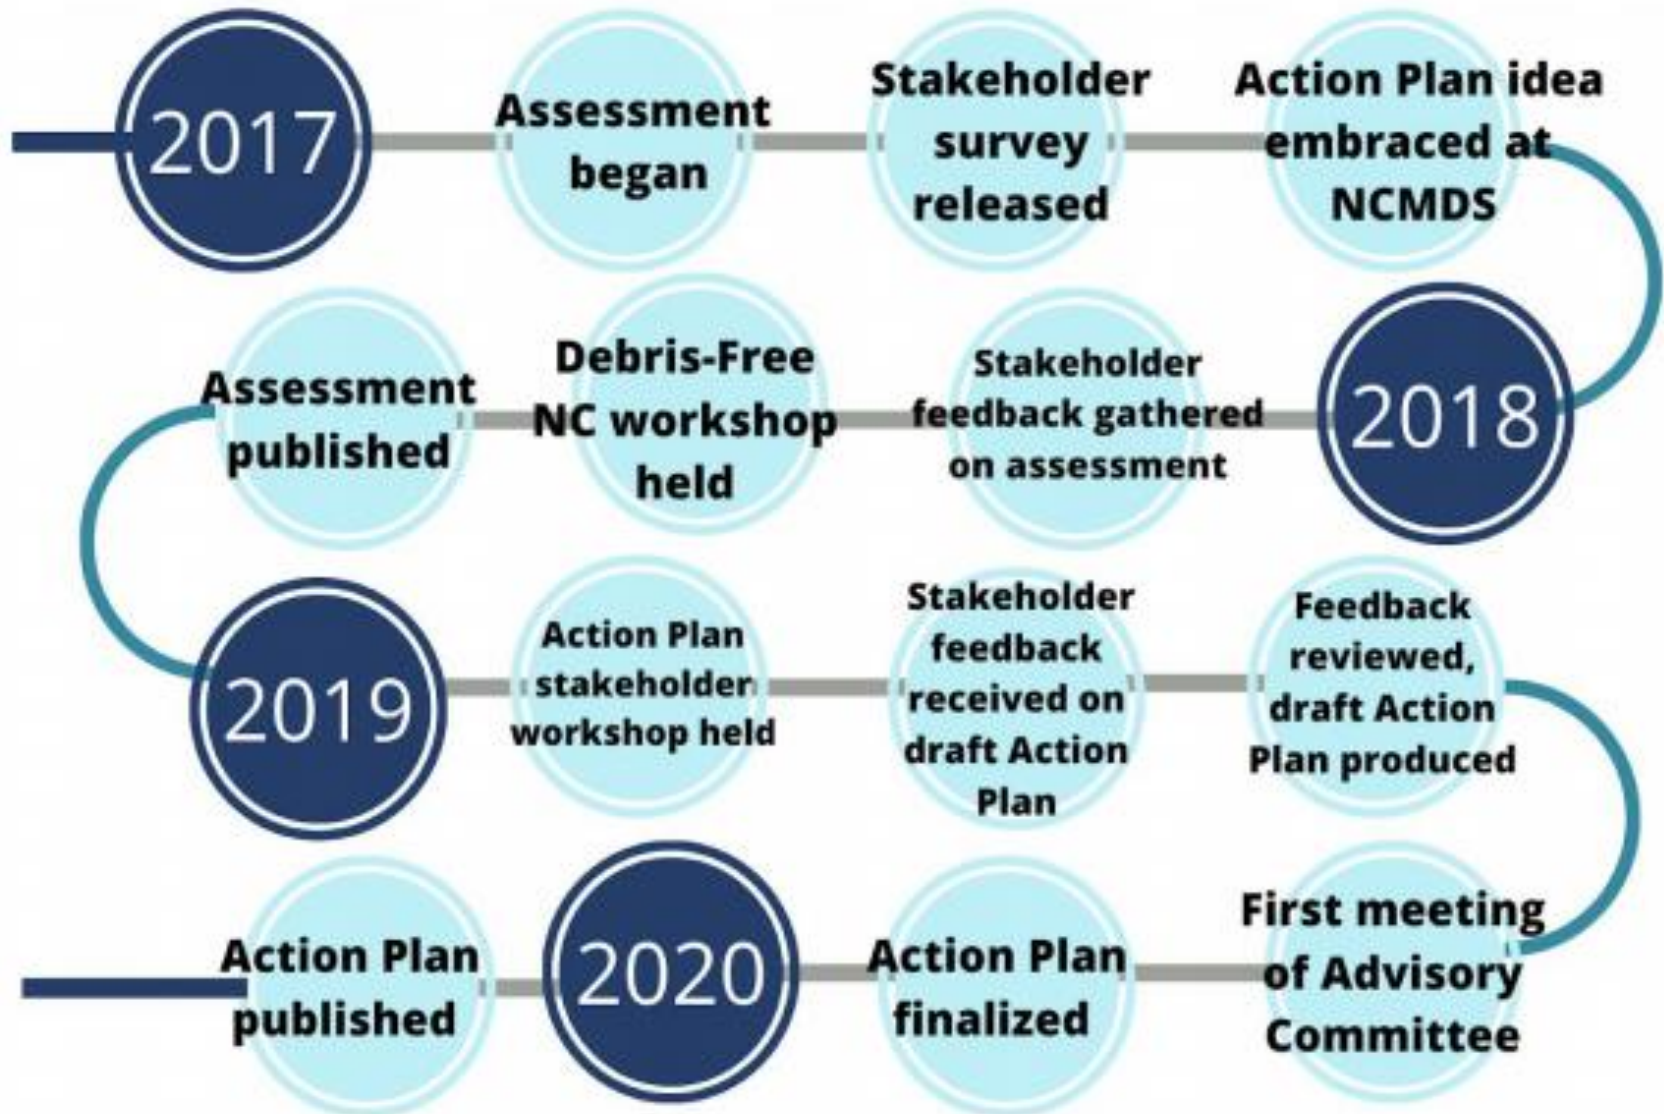 2017
Assessment
began
Stakeholder
survey
released
Action Plan idea
embraced at
NCMDS
2018
Stakeholder
feedback gathered
on assessment
Debris-Free
NC workshop
held
Assessment
published
2019
Action Plan
stakeholder
workshop held
Stakeholder
feedback
received on
draft Action
Plan
Feedback
reviewed,
draft Action
Plan produced
First meeting
of Advisory
Committee
Action Plan
finalized
2020
Action Plan
published